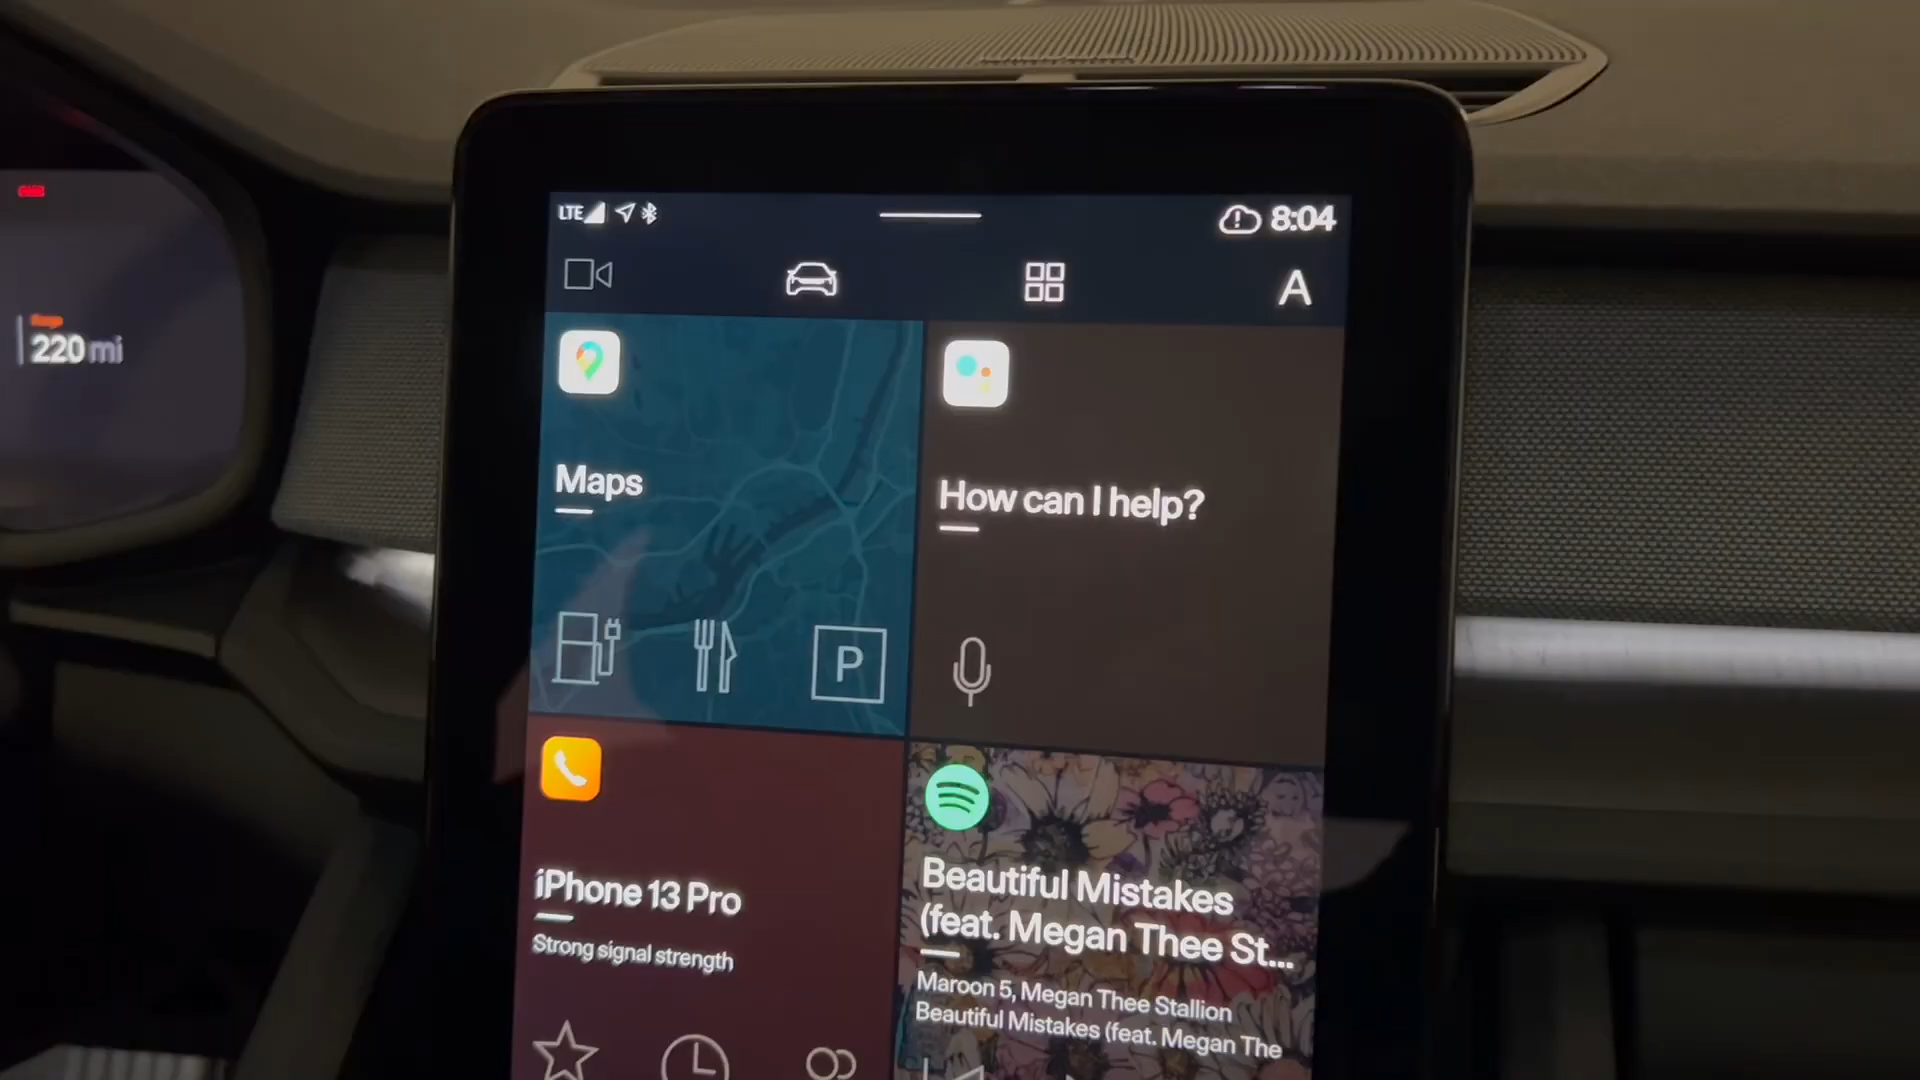 LTE
8:04
A
220 mi
Maps
How can I help?
P
iPhone 13 Pro
Strong signal strength
Beautiful Mistakes
(feat. Megan Thee St...
Maroon 5, Megan Thee Stallion
Beautiful Mistakes (feat. Megan The